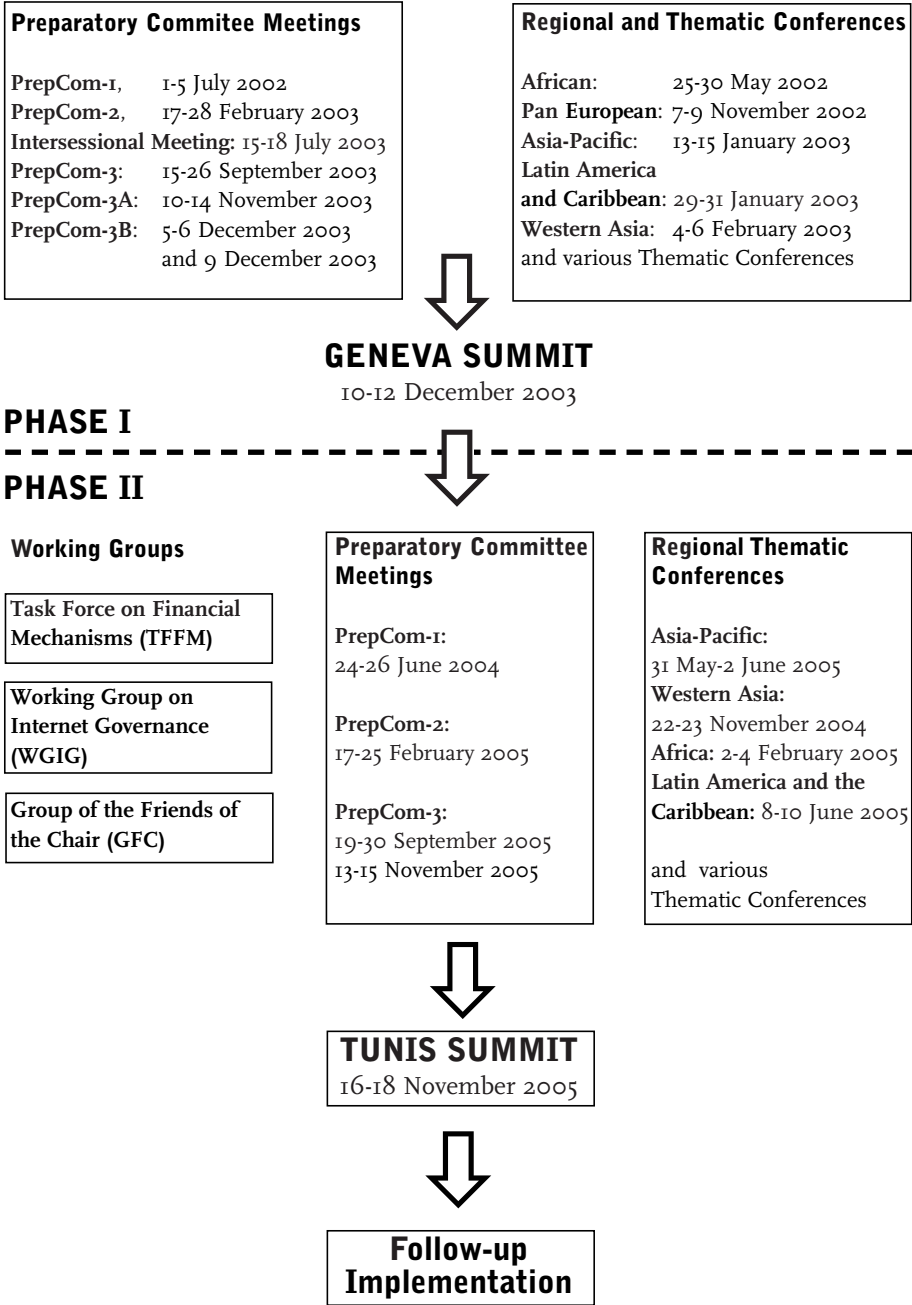 Preparatory Commitee Meetings
PrepCom-1, 1-5 July 2002
PrepCom-2, 17-28 February 2003
Intersessional Meeting: 15-18 July 2003
PrepCom-3: 15-26 September 2003
PrepCom-3A: 10-14 November 2003
PrepCom-3B: 5-6 December 2003
and 9 December 2003
Regional and Thematic Conferences
African: 25-30 May 2002
Pan European: 7-9 November 2002
Asia-Pacific: 13-15 January 2003
Latin America
and Caribbean: 29-31 January 2003
Western Asia: 4-6 February 2003
and various Thematic Conferences
GENEVA SUMMIT
10-12 December 2003
PHASE I
PHASE II
Working Groups
Task Force on Financial
Mechanisms (TFFM)
Working Group on
Internet Governance
(WGIG)
Group of the Friends of
the Chair (GFC)
Preparatory Committee
Meetings
PrepCom-1:
24-26 June 2004
PrepCom-2:
17-25 February 2005
PrepCom-3:
19-30 September 2005
13-15 November 2005
Regional Thematic
Conferences
Asia-Pacific:
31 May-2 June 2005
Western Asia:
22-23 November 2004
Africa: 2-4 February 2005
Latin America and the
Caribbean: 8-10 June 2005
and various
Thematic Conferences
TUNIS SUMMIT
16-18 November 2005
Follow-up
Implementation